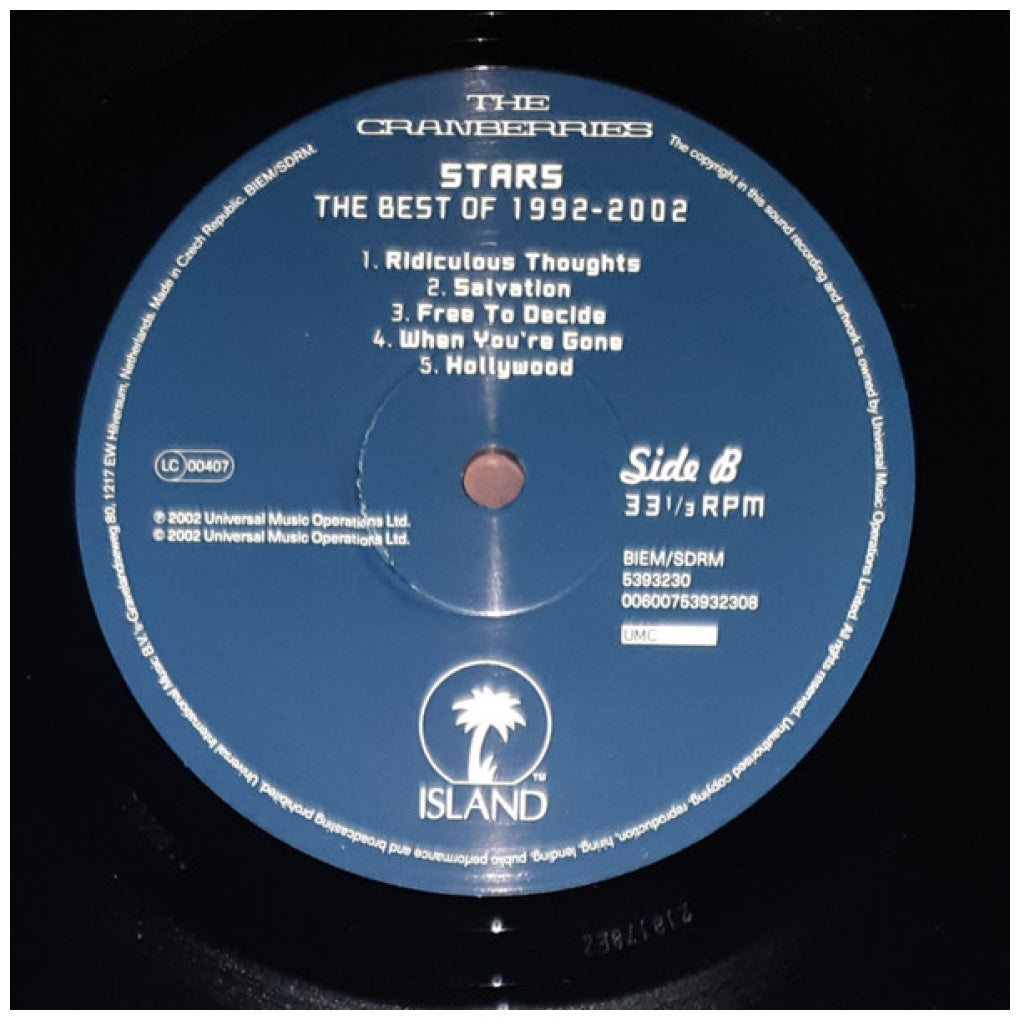 THE
CRANBERRIES
STARS
THE BEST OF 1992-2002
1. Ridiculous Thoughts
2. Salvation
3. Free To Decide
4. When You're Gone
5. Hollywood
LC 00407
℗ 2002 Universal Music Operations Ltd.
© 2002 Universal Music Operations Ltd.
Side B
33 1/3 RPM
BIEM/SDRM
5393230
00600753932308
UMC
ISLAND
TM
The copyright in this sound recording and artwork is owned by Universal Music Operations Limited. All rights reserved. Unauthorised copying, reproduction, hiring, lending, public performance and broadcasting prohibited. Universal International Music B.V. 's-Gravelandseweg 80, 1217 EW Hilversum, Netherlands. Made in Czech Republic. BIEM/SDRM.